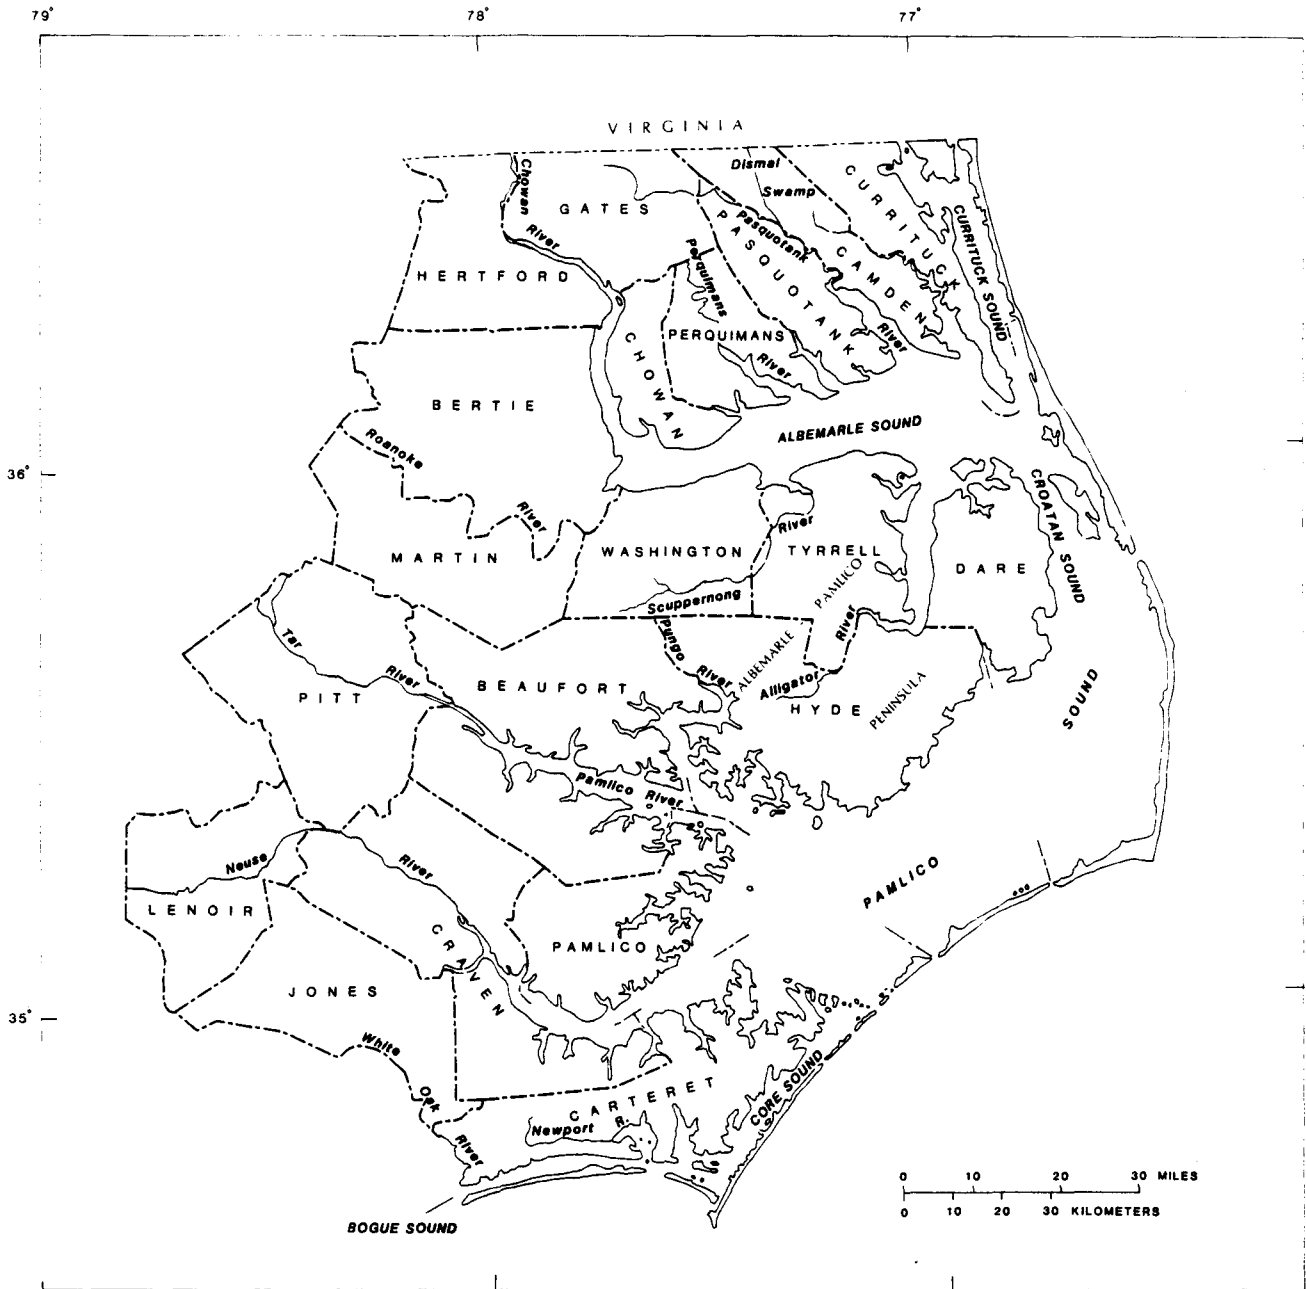 79° 78° 77°
VIRGINIA
Chowan River
GATES
Dismal Swamp
CURRITUCK
CURRITUCK SOUND
Pasquotank River
PASQUOTANK
CAMDEN
HERTFORD
Perquimans River
PERQUIMANS
CHOWAN
BERTIE
ALBEMARLE SOUND
Roanoke River
36°
CROATAN SOUND
MARTIN
WASHINGTON
River
TYRRELL
DARE
Scuppernong
ALBEMARLE - PAMLICO PENINSULA
Tar River
PITT
BEAUFORT
Pungo River
Alligator River
HYDE
PAMLICO SOUND
Pamlico River
Neuse River
LENOIR
CRAVEN
PAMLICO
JONES
35°
White Oak River
CARTERET
Newport R.
CORE SOUND
BOGUE SOUND
0 10 20 30 MILES
0 10 20 30 KILOMETERS